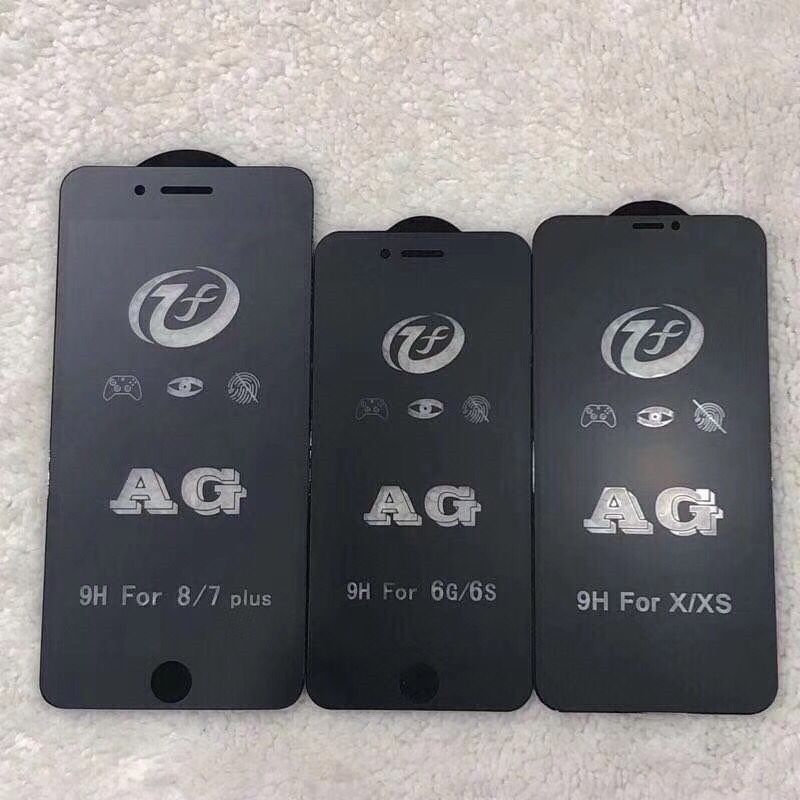 AG
9H For 8/7 plus
AG
9H For 6G/6S
AG
9H For X/XS